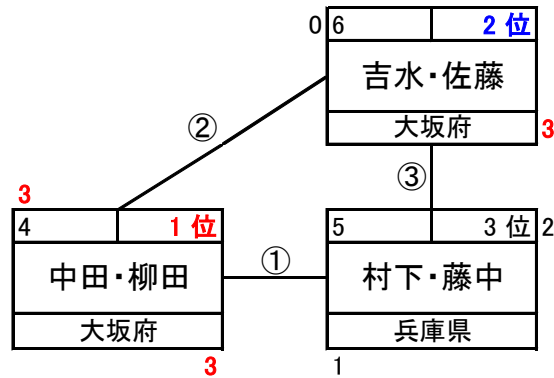 0 6 2 位
吉水・佐藤
大坂府 3
②
③
3
4 1 位
中田・柳田
大坂府
3
①
5 3 位 2
村下・藤中
兵庫県
1